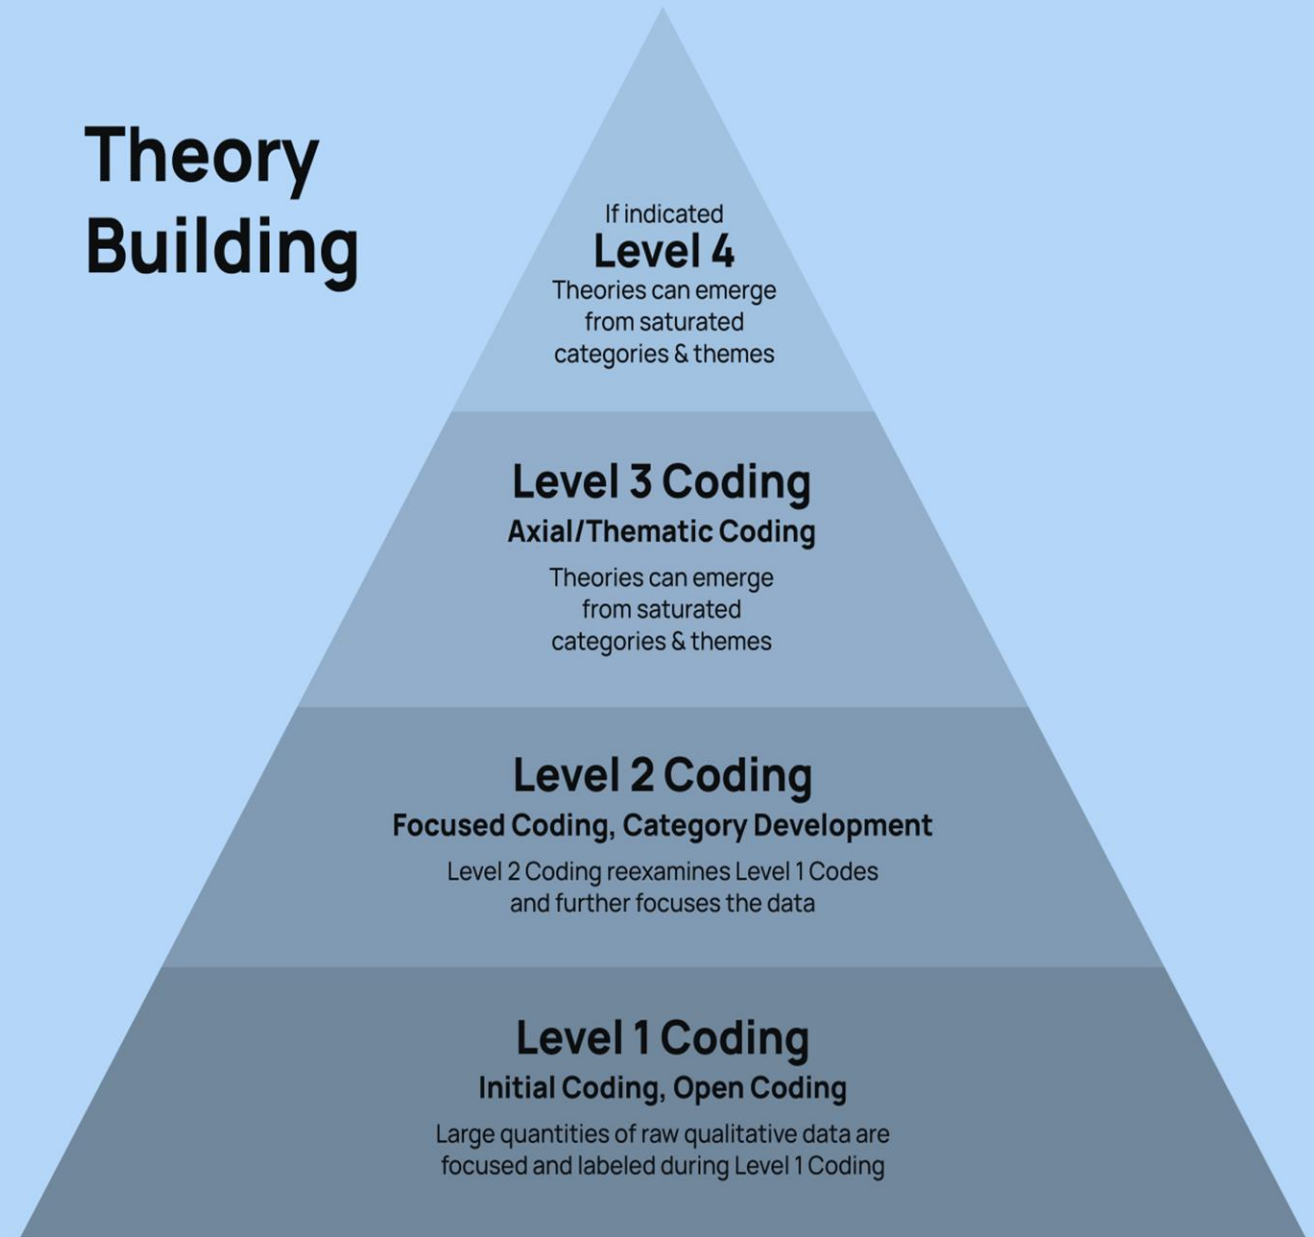 Theory
Building
If indicated
Level 4
Theories can emerge
from saturated
categories & themes
Level 3 Coding
Axial/Thematic Coding
Theories can emerge
from saturated
categories & themes
Level 2 Coding
Focused Coding, Category Development
Level 2 Coding reexamines Level 1 Codes
and further focuses the data
Level 1 Coding
Initial Coding, Open Coding
Large quantities of raw qualitative data are
focused and labeled during Level 1 Coding